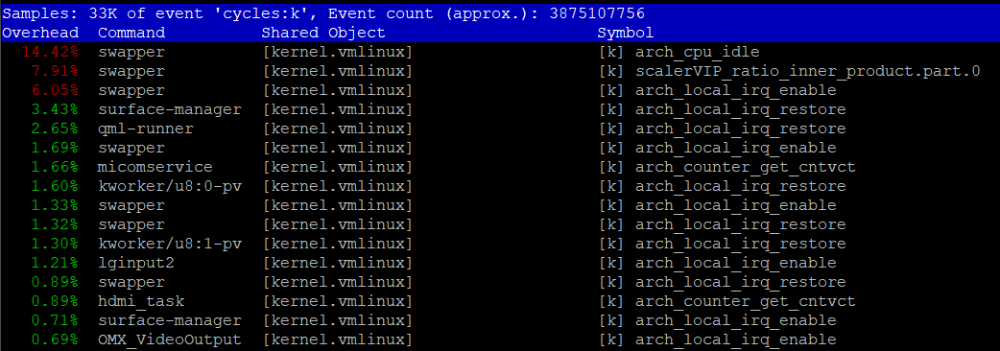 Samples: 33K of event 'cycles:k', Event count (approx.): 3875107756
Overhead  Command          Shared Object                  Symbol
  14.42%  swapper          [kernel.vmlinux]               [k] arch_cpu_idle
   7.91%  swapper          [kernel.vmlinux]               [k] scalerVIP_ratio_inner_product.part.0
   6.05%  swapper          [kernel.vmlinux]               [k] arch_local_irq_enable
   3.43%  surface-manager  [kernel.vmlinux]               [k] arch_local_irq_restore
   2.65%  qml-runner       [kernel.vmlinux]               [k] arch_local_irq_restore
   1.69%  swapper          [kernel.vmlinux]               [k] arch_local_irq_enable
   1.66%  micomservice     [kernel.vmlinux]               [k] arch_counter_get_cntvct
   1.60%  kworker/u8:0-pv  [kernel.vmlinux]               [k] arch_local_irq_restore
   1.33%  swapper          [kernel.vmlinux]               [k] arch_local_irq_enable
   1.32%  swapper          [kernel.vmlinux]               [k] arch_local_irq_restore
   1.30%  kworker/u8:1-pv  [kernel.vmlinux]               [k] arch_local_irq_restore
   1.21%  lginput2         [kernel.vmlinux]               [k] arch_local_irq_enable
   0.89%  swapper          [kernel.vmlinux]               [k] arch_local_irq_restore
   0.89%  hdmi_task        [kernel.vmlinux]               [k] arch_counter_get_cntvct
   0.71%  surface-manager  [kernel.vmlinux]               [k] arch_local_irq_enable
   0.69%  OMX_VideoOutput  [kernel.vmlinux]               [k] arch_local_irq_enable